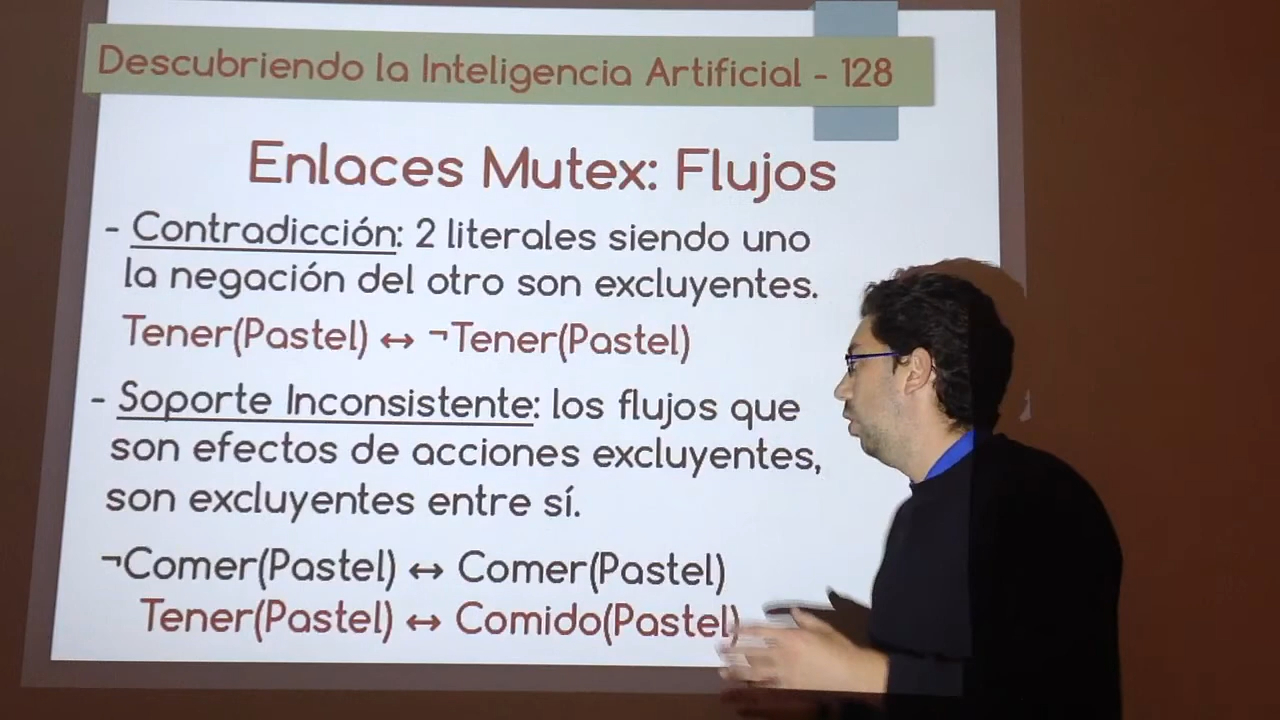 Descubriendo la Inteligencia Artificial - 128
Enlaces Mutex: Flujos
- Contradicción: 2 literales siendo uno
la negación del otro son excluyentes.
Tener(Pastel) ↔ ¬Tener(Pastel)
- Soporte Inconsistente: los flujos que
son efectos de acciones excluyentes,
son excluyentes entre sí.
¬Comer(Pastel) ↔ Comer(Pastel)
Tener(Pastel) ↔ Comido(Pastel)